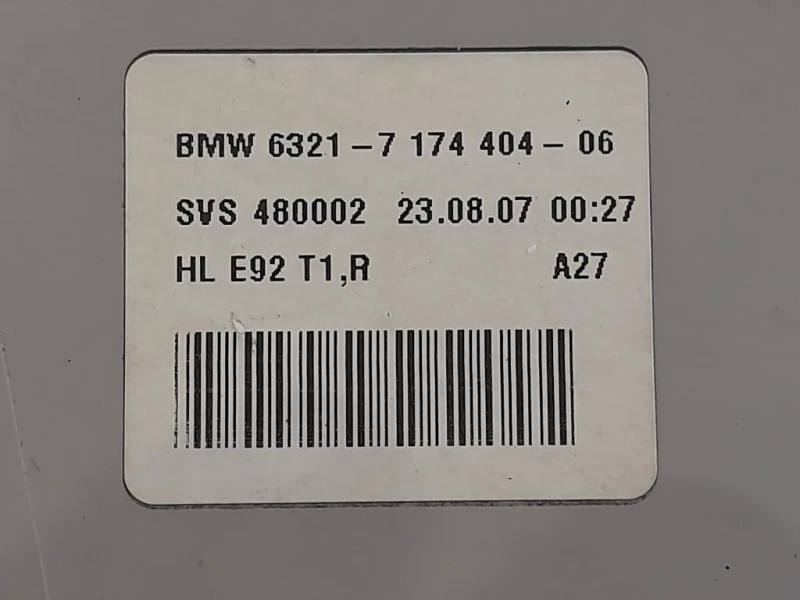 BMW 6321-7 174 404-06
SVS 480002 23.08.07 00:27
HL E92 T1,R A27